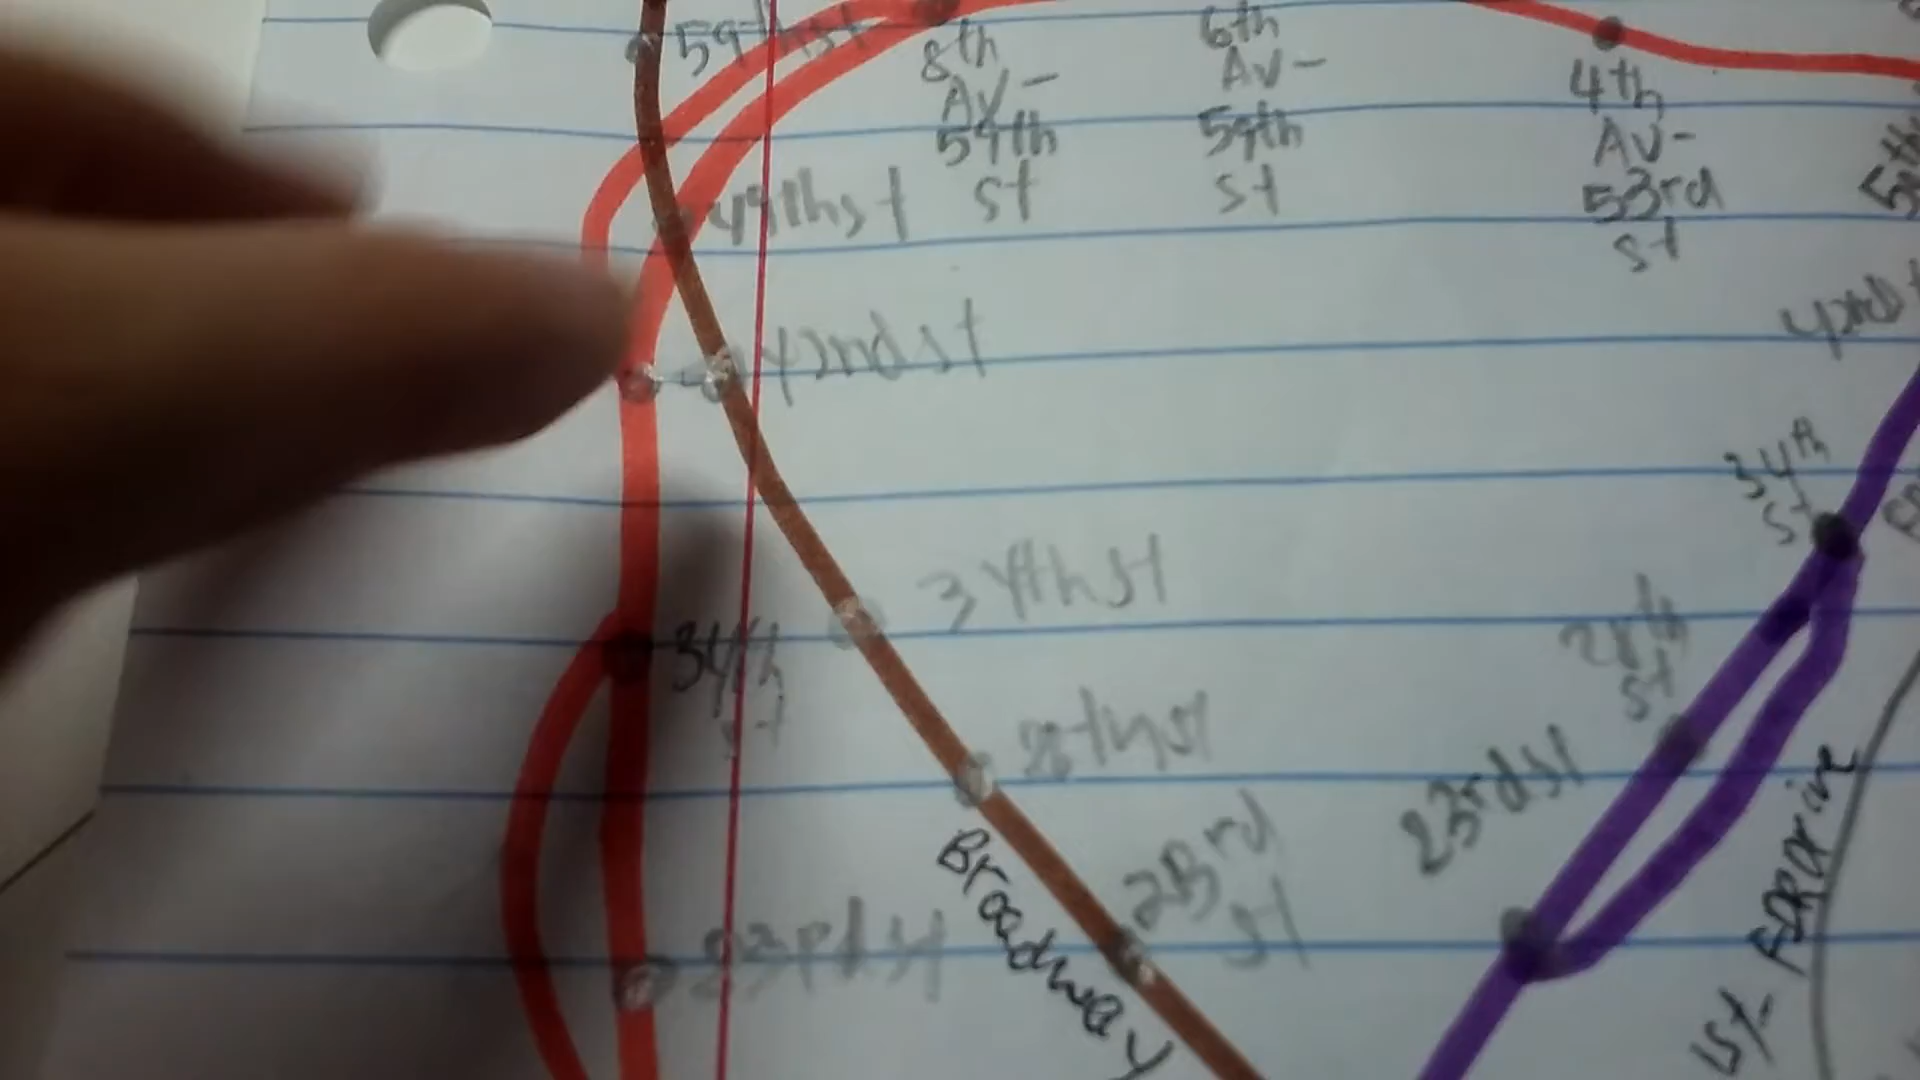 59th st
8th
Av -
59th
st
6th
Av -
59th
st
4th
Av -
53rd
st
49th st
42nd st
42nd
34th
st
34th st
34th
st
28th
st
28th st
23rd st
23rd
st
23rd st
Broadway
1st - FDR Drive